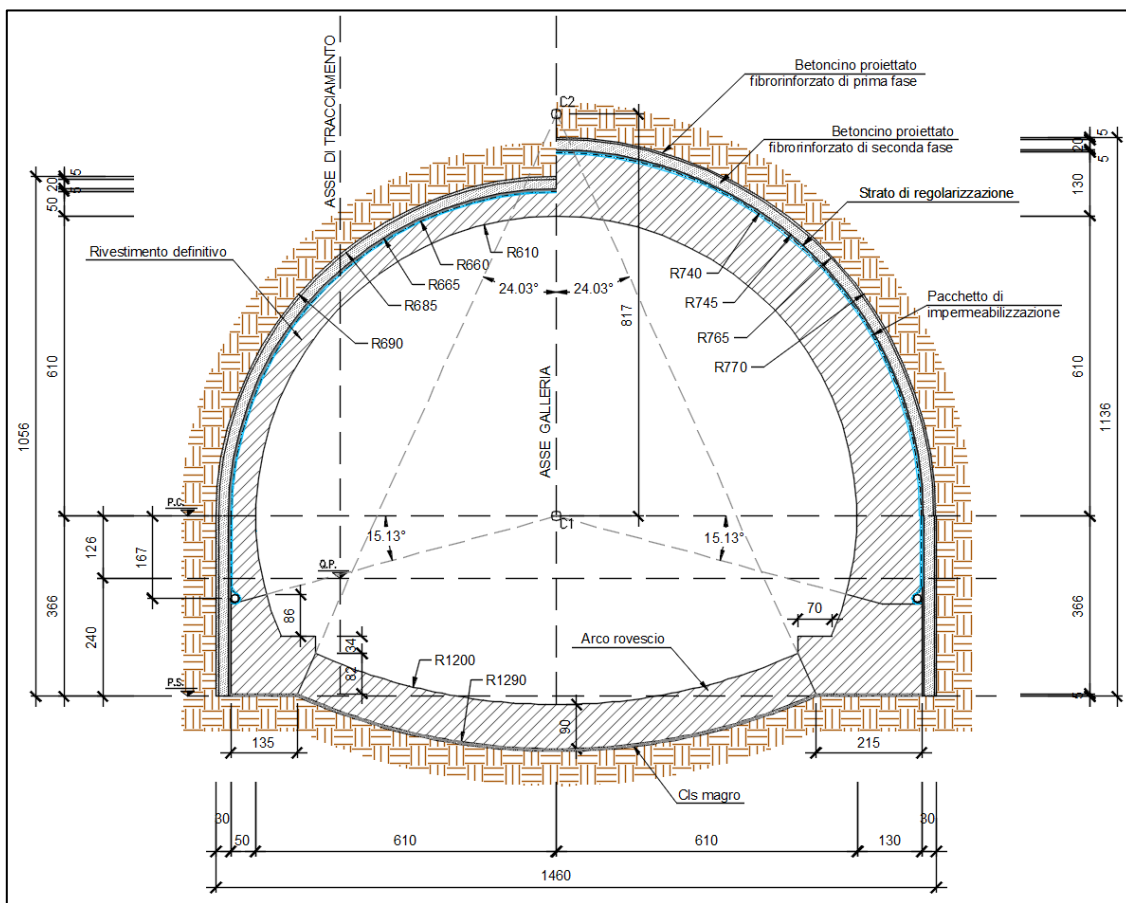 ASSE DI TRACCIAMENTO
ASSE GALLERIA
C2
Betoncino proiettato
fibrorinforzato di prima fase
Betoncino proiettato
fibrorinforzato di seconda fase
Strato di regolarizzazione
Pacchetto di
impermeabilizzazione
Rivestimento definitivo
R610
R660
R665
R685
R690
R740
R745
R765
R770
24.03°
24.03°
817
5
20
5
50
610
1056
366
126
167
240
5
20
5
130
610
1136
366
5
P.C.
C1
15.13°
15.13°
Q.P.
86
34
82
70
Arco rovescio
R1200
R1290
P.S.
90
135
215
Cls magro
30
50
610
610
130
30
1460